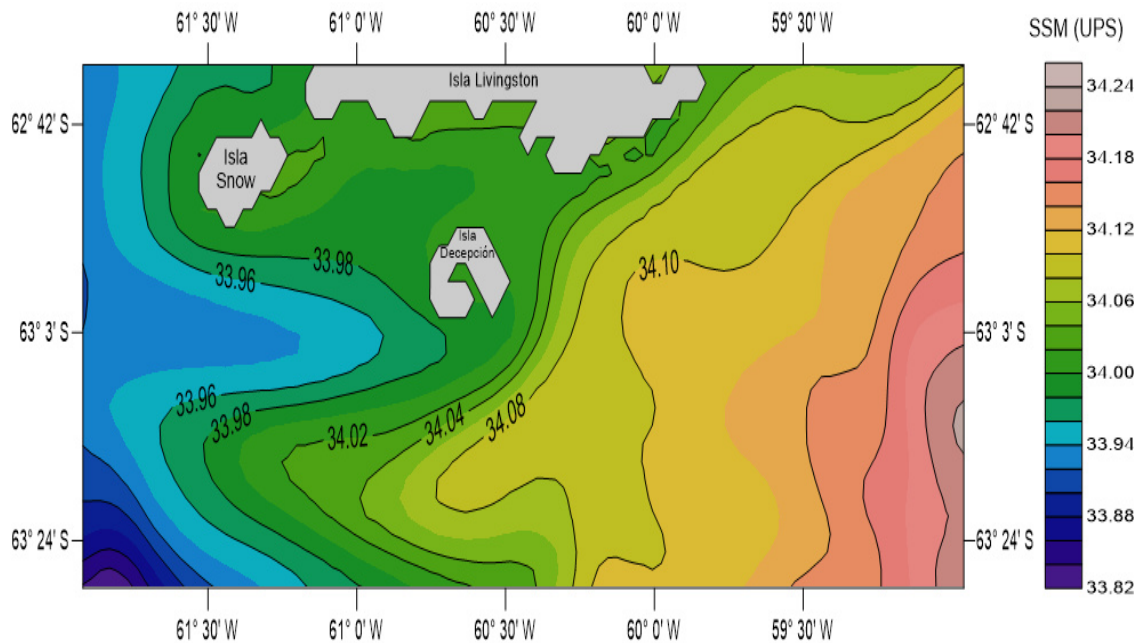 61° 30' W 61° 0' W 60° 30' W 60° 0' W 59° 30' W
SSM (UPS)
Isla Livingston
62° 42' S
62° 42' S
Isla
Snow
Isla
Decepción
33.96
33.98
34.10
63° 3' S
63° 3' S
33.96
33.98
34.02
34.04
34.08
63° 24' S
63° 24' S
61° 30' W 61° 0' W 60° 30' W 60° 0' W 59° 30' W
34.24
34.18
34.12
34.06
34.00
33.94
33.88
33.82